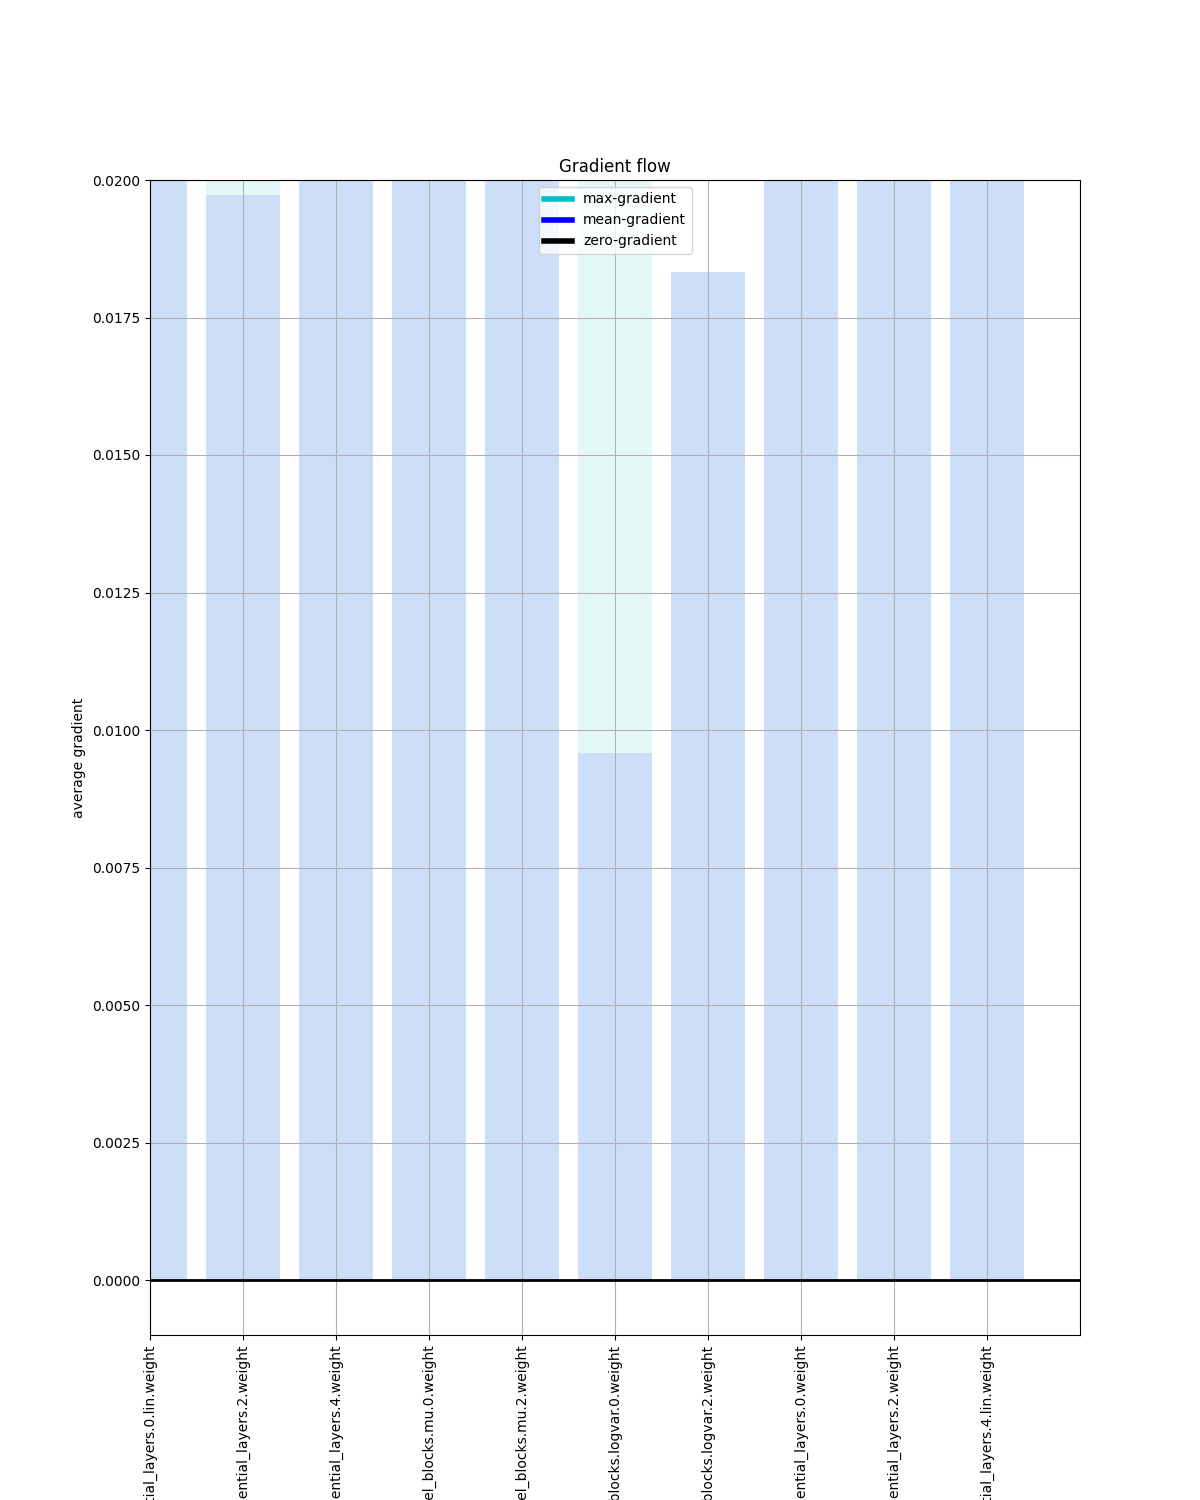 Gradient flow
max-gradient
mean-gradient
zero-gradient
0.0200
0.0175
0.0150
0.0125
0.0100
0.0075
0.0050
0.0025
0.0000
average gradient
tial_layers.0.lin.weight
ential_layers.2.weight
ential_layers.4.weight
el_blocks.mu.0.weight
el_blocks.mu.2.weight
blocks.logvar.0.weight
blocks.logvar.2.weight
ential_layers.0.weight
ential_layers.2.weight
tial_layers.4.lin.weight